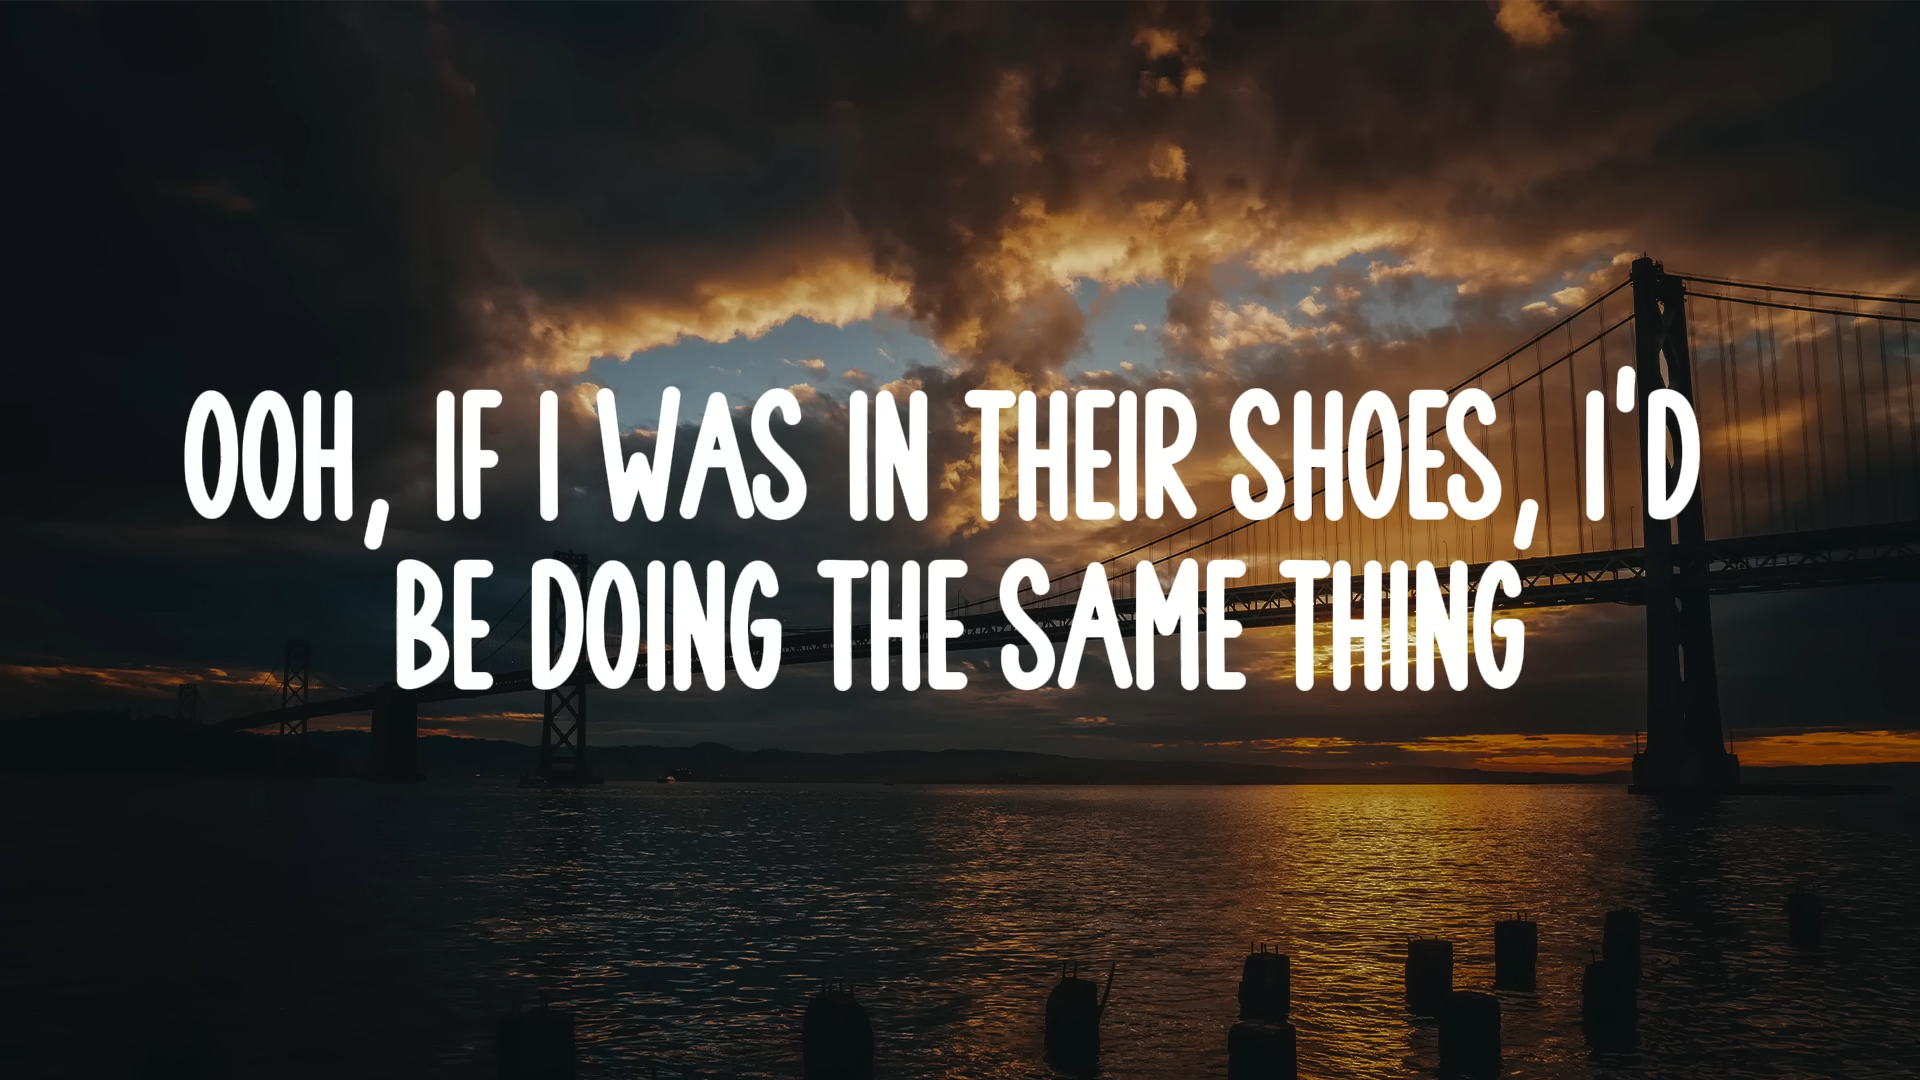 OOH, IF I WAS IN THEIR SHOES, I'D
BE DOING THE SAME THING